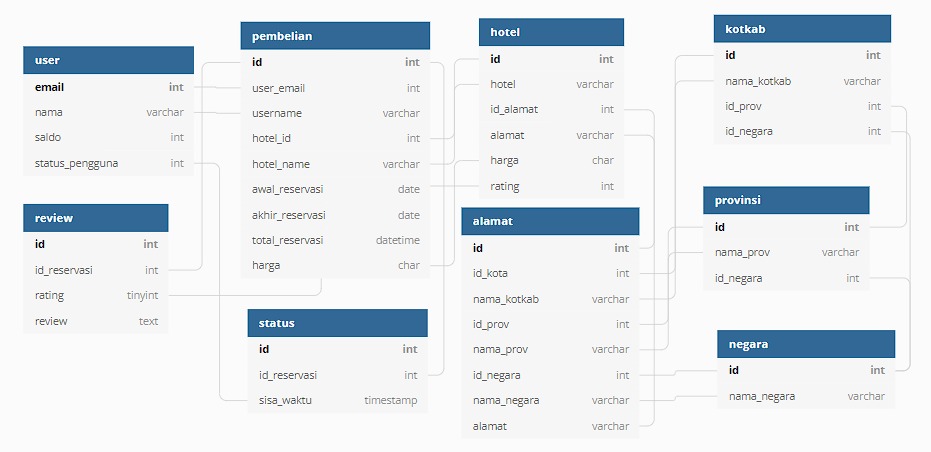 user
email int
nama varchar
saldo int
status_pengguna int
review
id int
id_reservasi int
rating tinyint
review text
pembelian
id int
user_email int
username varchar
hotel_id int
hotel_name varchar
awal_reservasi date
akhir_reservasi date
total_reservasi datetime
harga char
status
id int
id_reservasi int
sisa_waktu timestamp
hotel
id int
hotel varchar
id_alamat int
alamat varchar
harga char
rating int
alamat
id int
id_kota int
nama_kotkab varchar
id_prov int
nama_prov varchar
id_negara int
nama_negara varchar
alamat varchar
kotkab
id int
nama_kotkab varchar
id_prov int
id_negara int
provinsi
id int
nama_prov varchar
id_negara int
negara
id int
nama_negara varchar